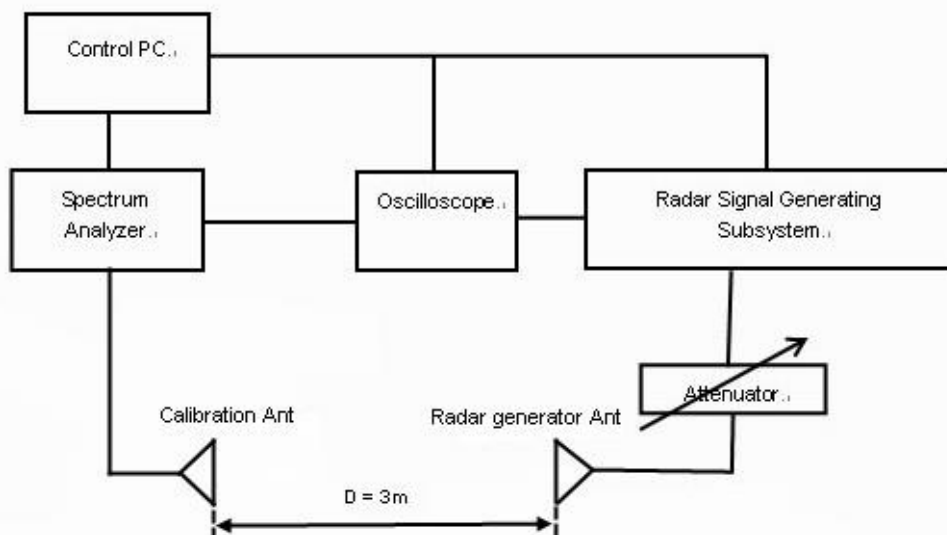 Control PC.
Spectrum
Analyzer.
Oscilloscope.
Radar Signal Generating
Subsystem.
Attenuator.
Calibration Ant
Radar generator Ant
D = 3m